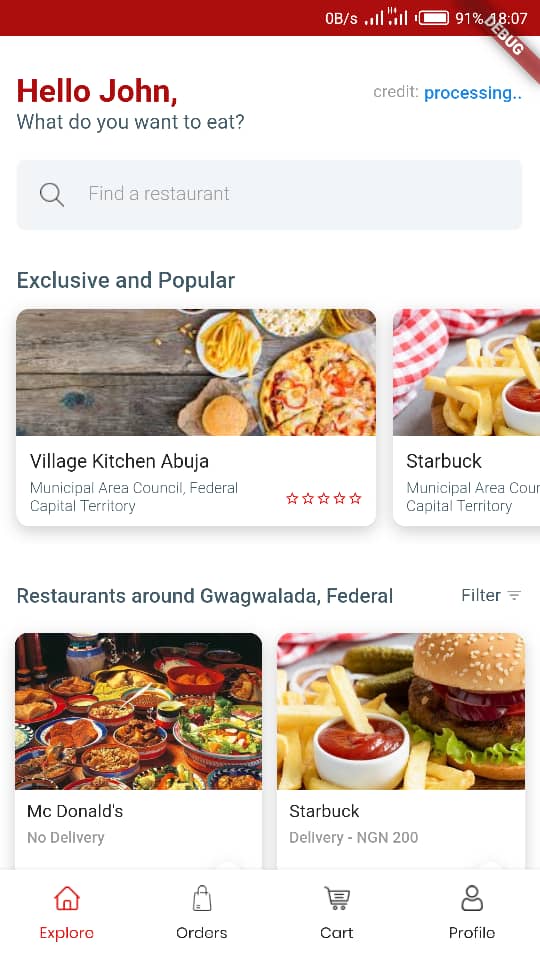 0B/s H 91% 18:07
DEBUG
Hello John,
credit: processing..
What do you want to eat?
Find a restaurant
Exclusive and Popular
Village Kitchen Abuja
Municipal Area Council, Federal
Capital Territory
Starbuck
Municipal Area Coun
Capital Territory
Restaurants around Gwagwalada, Federal
Filter
Mc Donald's
No Delivery
Starbuck
Delivery - NGN 200
Explore
Orders
Cart
Profile